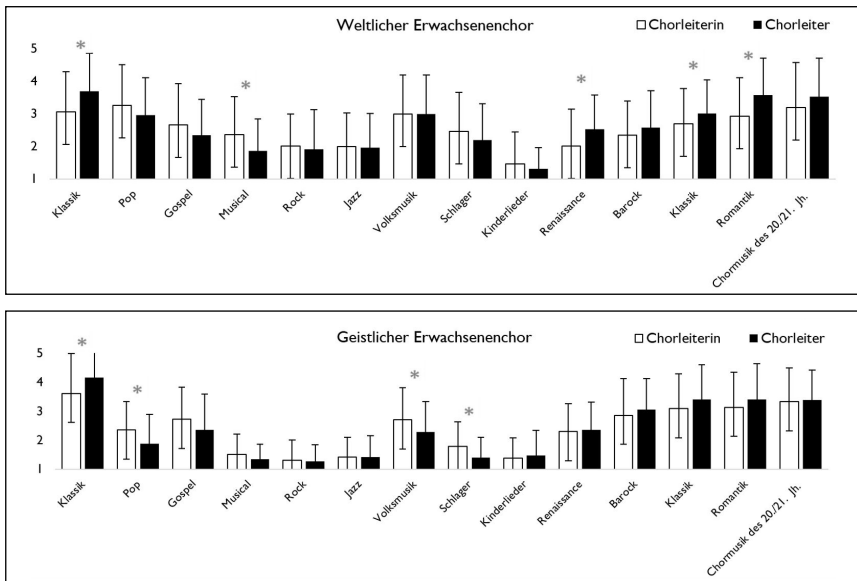 Weltlicher Erwachsenenchor
Chorleiterin Chorleiter
5
4
3
2
1
*
*
*
*
*
Klassik
Pop
Gospel
Musical
Rock
Jazz
Volksmusik
Schlager
Kinderlieder
Renaissance
Barock
Klassik
Romantik
Chormusik des 20./21. Jh.
Geistlicher Erwachsenenchor
Chorleiterin Chorleiter
5
4
3
2
1
*
*
*
*
Klassik
Pop
Gospel
Musical
Rock
Jazz
Volksmusik
Schlager
Kinderlieder
Renaissance
Barock
Klassik
Romantik
Chormusik des 20./21. Jh.